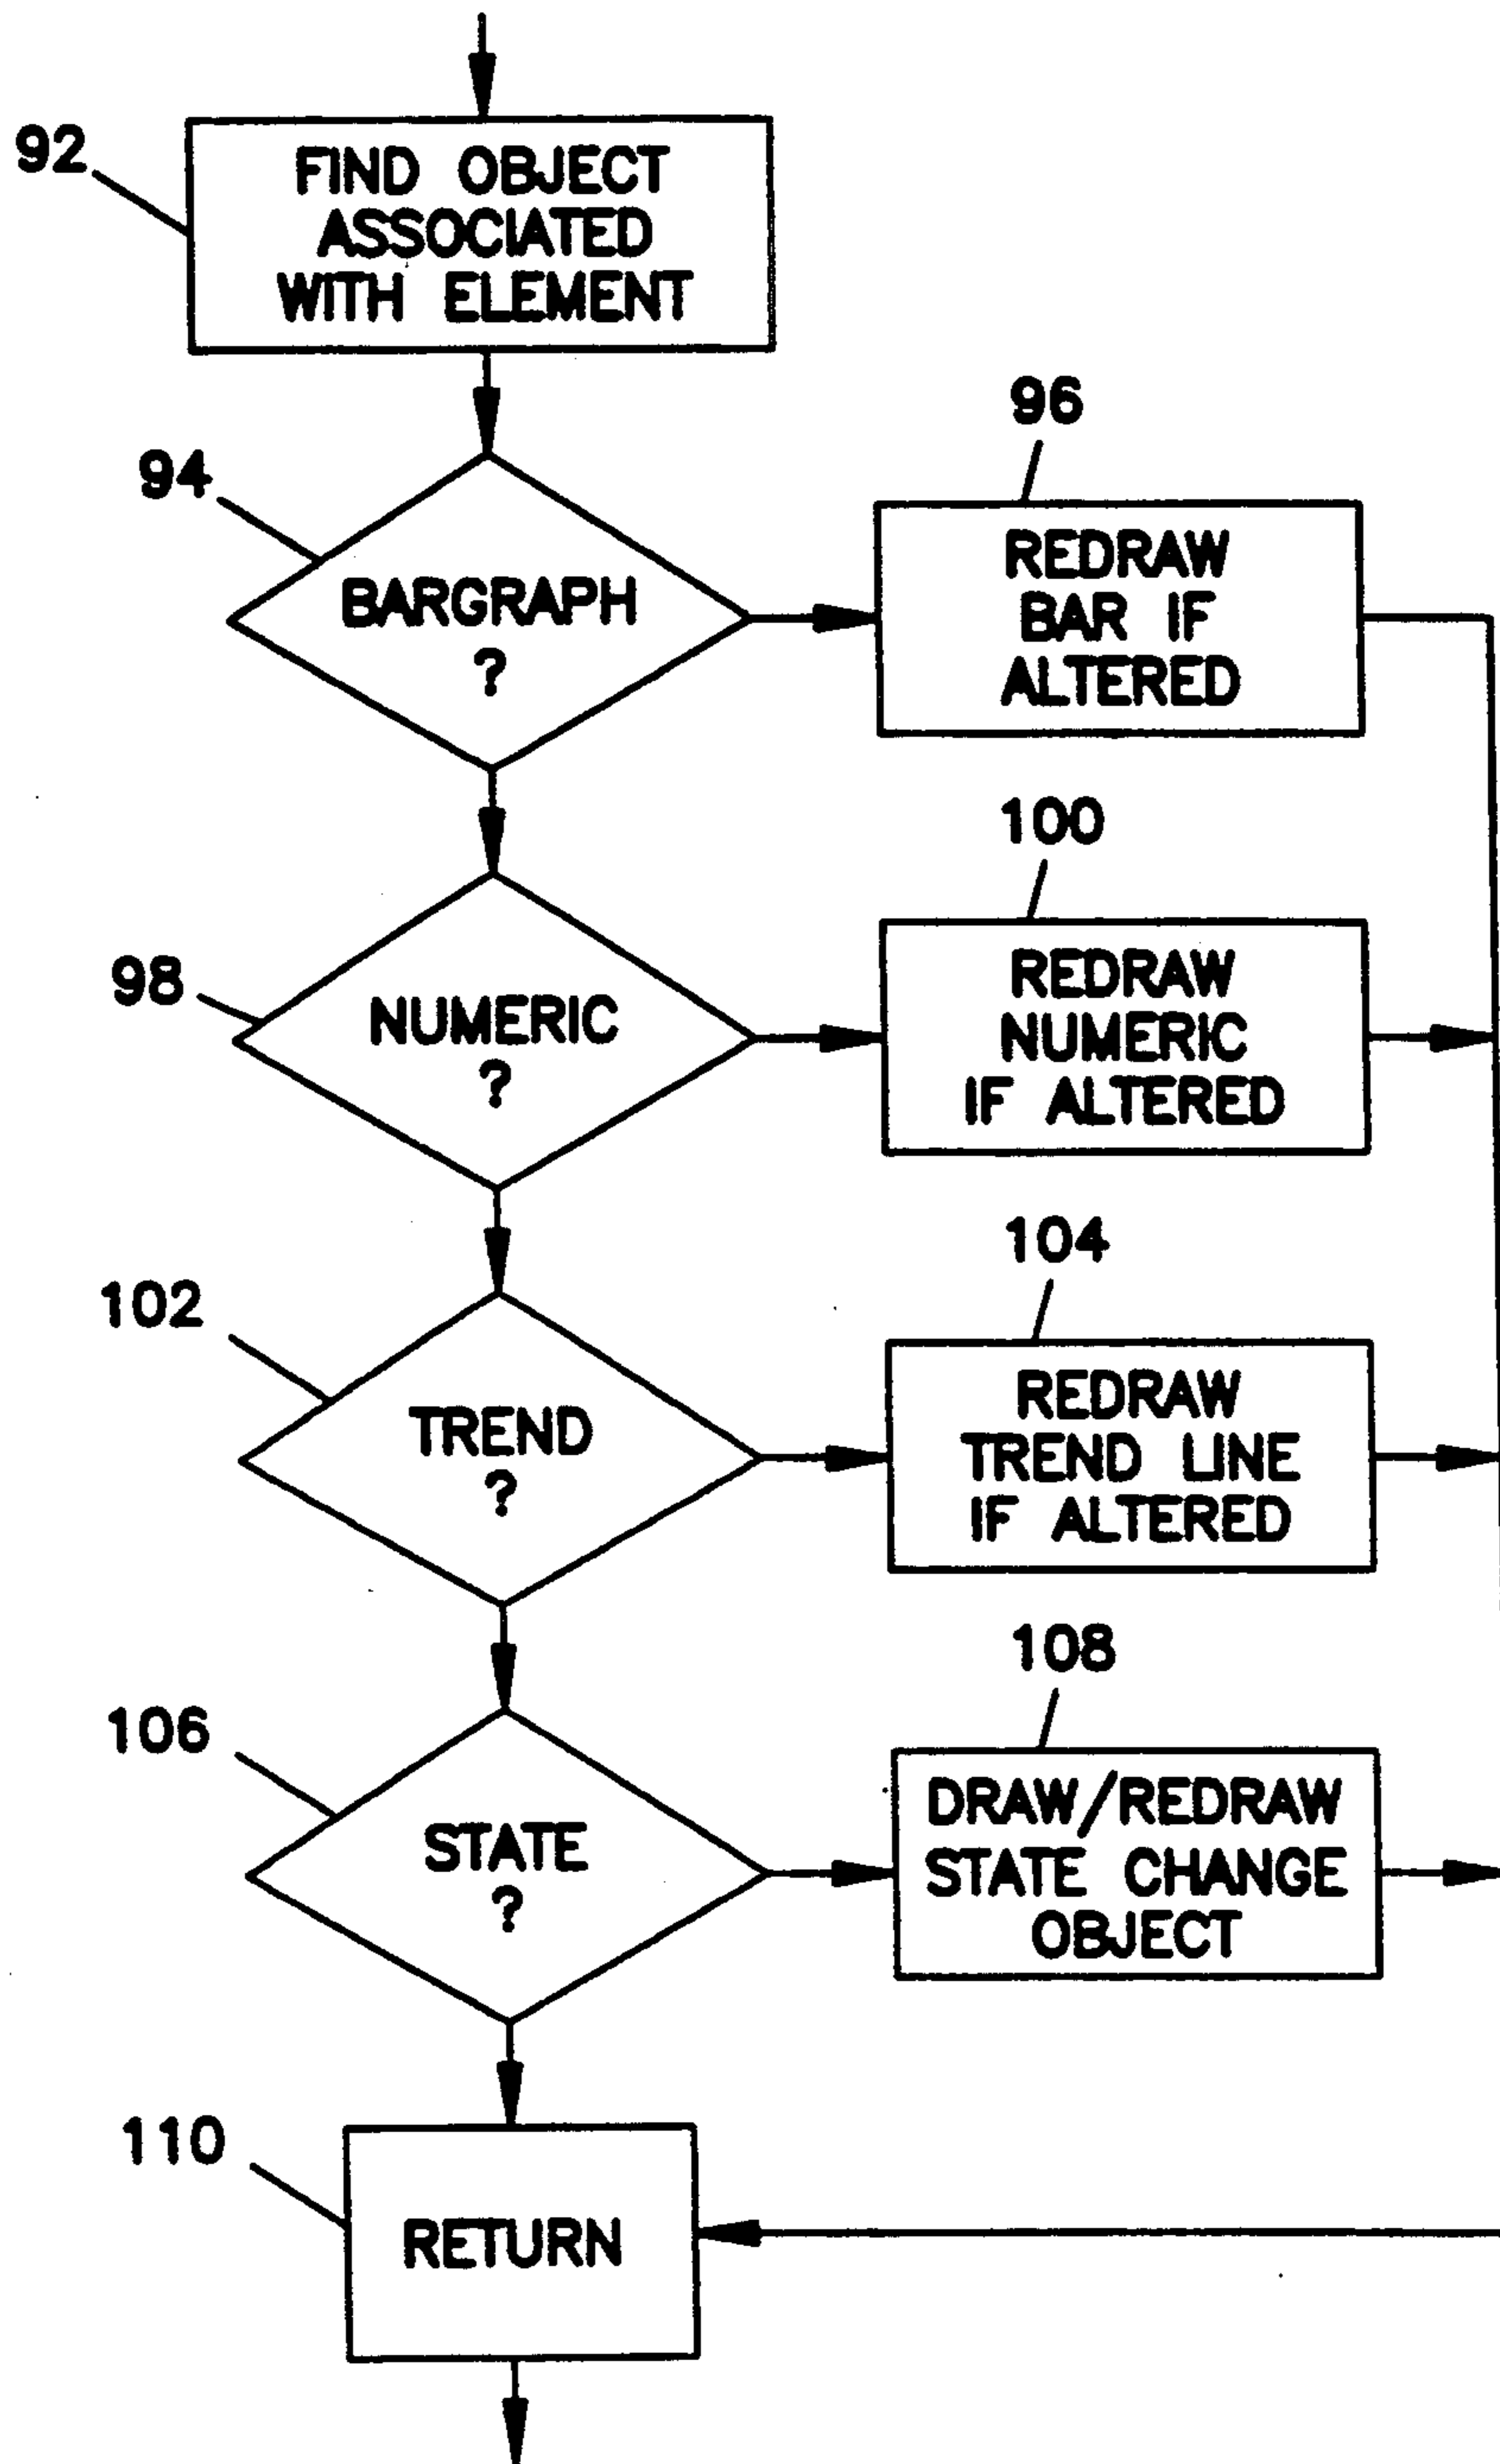 92
FIND OBJECT
ASSOCIATED
WITH ELEMENT
94
BARGRAPH
?
96
REDRAW
BAR IF
ALTERED
98
NUMERIC
?
100
REDRAW
NUMERIC
IF ALTERED
102
TREND
?
104
REDRAW
TREND LINE
IF ALTERED
106
STATE
?
108
DRAW/REDRAW
STATE CHANGE
OBJECT
110
RETURN